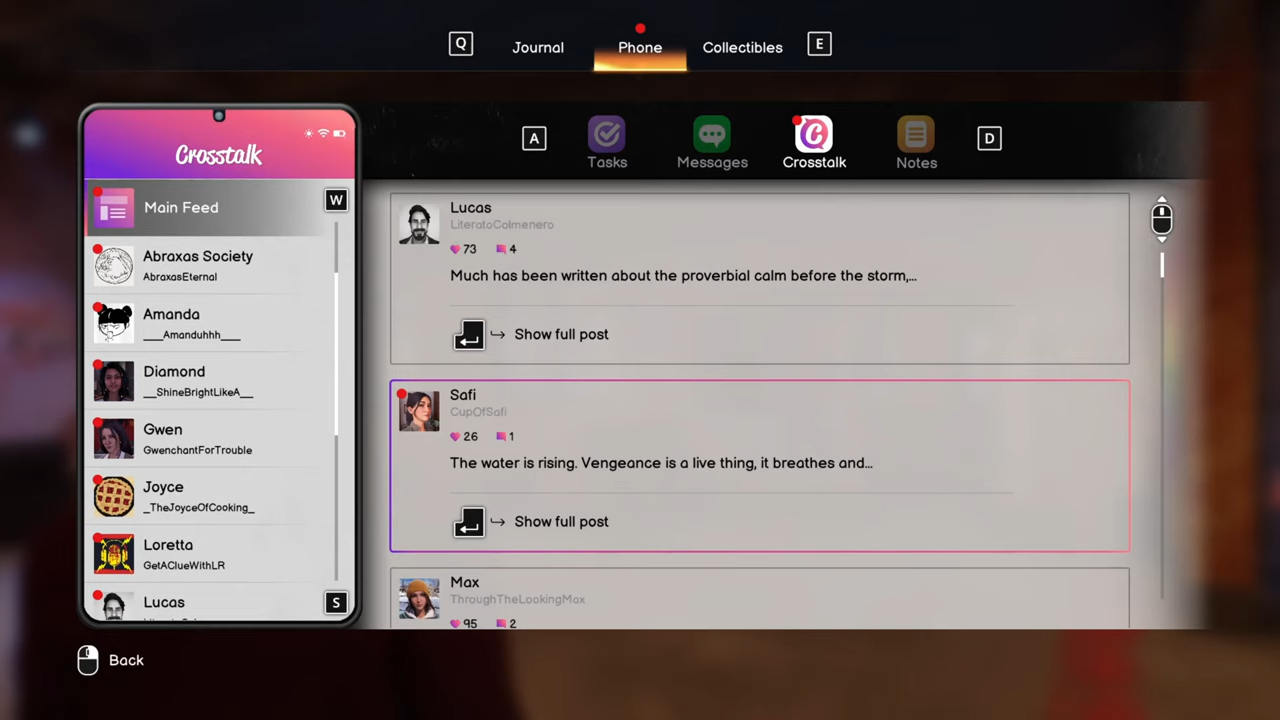 Q
Journal
Phone
Collectibles
E
Crosstalk
Main Feed
W
Abraxas Society
AbraxasEternal
Amanda
___Amanduhhh___
Diamond
__ShineBrightLikeA__
Gwen
GwenchantForTrouble
Joyce
_TheJoyceOfCooking_
Loretta
GetAClueWithLR
Lucas
S
A
Tasks
Messages
Crosstalk
Notes
D
Lucas
LiteratoColmenero
73 4
Much has been written about the proverbial calm before the storm,...
Show full post
Safi
CupOfSafi
26 1
The water is rising. Vengeance is a live thing, it breathes and...
Show full post
Max
ThroughTheLookingMax
95 2
Back